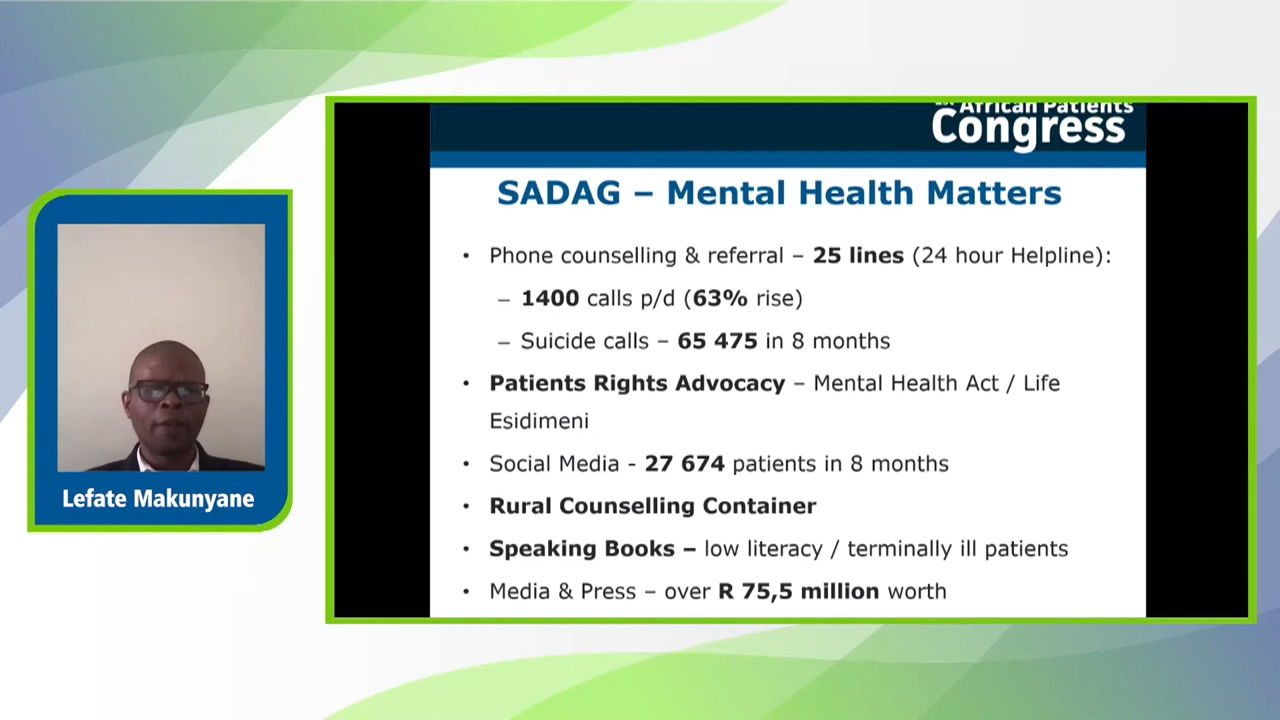 African Patients
Congress
SADAG – Mental Health Matters
• Phone counselling & referral – 25 lines (24 hour Helpline):
– 1400 calls p/d (63% rise)
– Suicide calls – 65 475 in 8 months
• Patients Rights Advocacy – Mental Health Act / Life
Esidimeni
• Social Media - 27 674 patients in 8 months
• Rural Counselling Container
• Speaking Books – low literacy / terminally ill patients
• Media & Press – over R 75,5 million worth
Lefate Makunyane